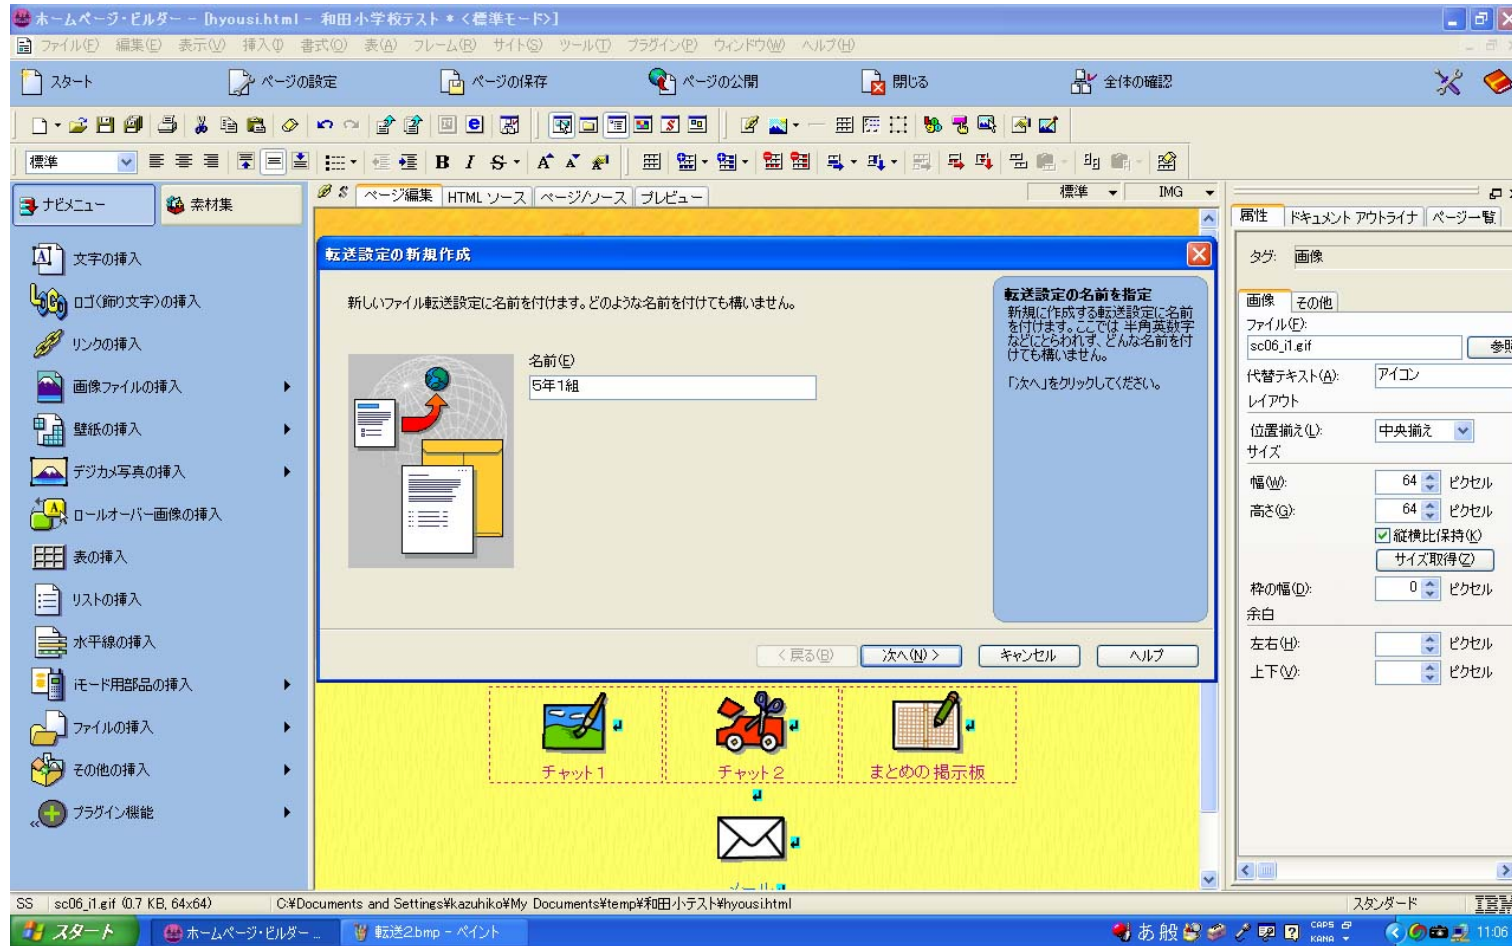 ホームページ・ビルダー - [hyousi.html - 和田小学校テスト * <標準モード>]
ファイル(F) 編集(E) 表示(V) 挿入(I) 書式(O) 表(A) フレーム(R) サイト(S) ツール(T) プラグイン(P) ウィンドウ(W) ヘルプ(H)
スタート ページの設定 ページの保存 ページの公開 閉じる 全体の確認
標準 B I S
ナビメニュー 素材集
ページ編集 HTML ソース ページ/ソース プレビュー 標準 IMG
属性 ドキュメント アウトライナ ページ一覧
文字の挿入
ロゴ(飾り文字)の挿入
リンクの挿入
画像ファイルの挿入
壁紙の挿入
デジカメ写真の挿入
ロールオーバー画像の挿入
表の挿入
リストの挿入
水平線の挿入
iモード用部品の挿入
ファイルの挿入
その他の挿入
プラグイン機能
転送設定の新規作成
新しいファイル転送設定に名前を付けます。どのような名前を付けても構いません。
名前(E)
5年1組
転送設定の名前を指定
新規に作成する転送設定に名前
を付けます。ここでは 半角英数字
などにとらわれず、どんな名前を付
けても構いません。
「次へ」をクリックしてください。
< 戻る(B) 次へ(N) > キャンセル ヘルプ
チャット1 チャット2 まとめの 掲示板
メール
タグ: 画像
画像 その他
ファイル(F):
sc06_i1.gif 参照
代替テキスト(A): アイコン
レイアウト
位置揃え(L): 中央揃え
サイズ
幅(W): 64 ピクセル
高さ(G): 64 ピクセル
縦横比保持(K)
サイズ取得(Z)
枠の幅(D): 0 ピクセル
余白
左右(H): ピクセル
上下(V): ピクセル
SS sc06_i1.gif (0.7 KB, 64x64) C:¥Documents and Settings¥kazuhiko¥My Documents¥temp¥和田小テスト¥hyousi.html スタンダード IBM
スタート ホームページ・ビルダー ... 転送2.bmp - ペイント あ 般 CAPS KANA 11:06